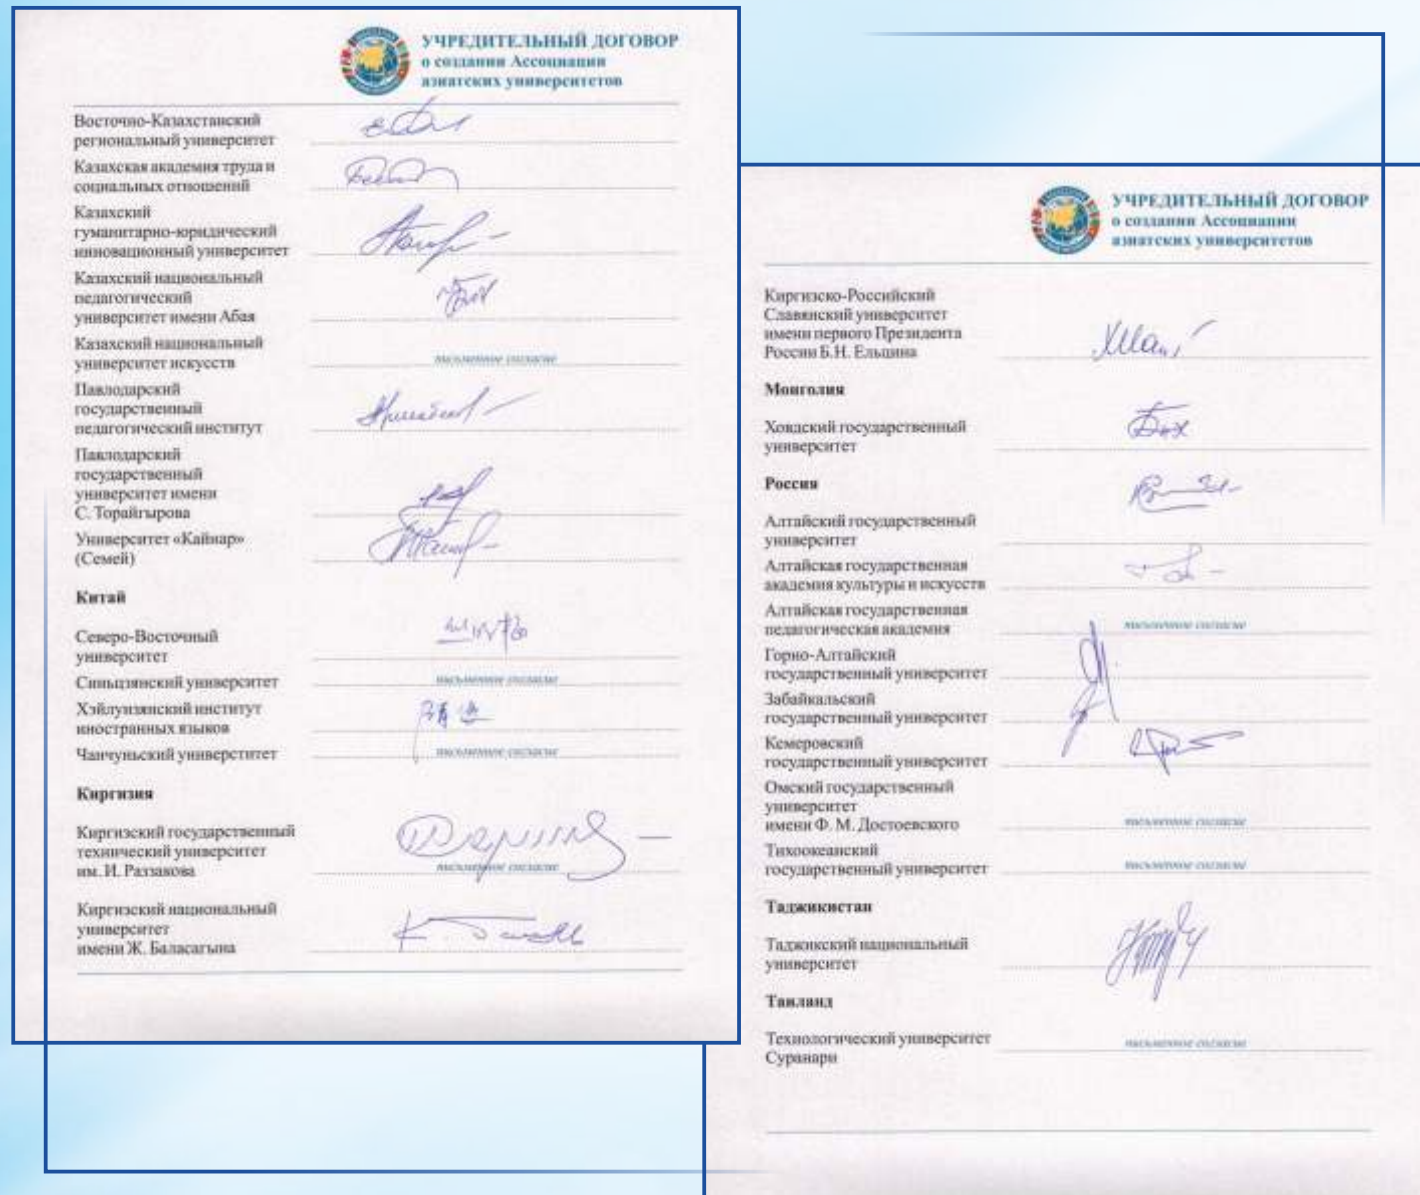 УЧРЕДИТЕЛЬНЫЙ ДОГОВОР
о создании Ассоциации
азиатских университетов
Восточно-Казахстанский
региональный университет
Казахская академия труда и
социальных отношений
Казахский
гуманитарно-юридический
инновационный университет
Казахский национальный
педагогический
университет имени Абая
Казахский национальный
университет искусств
письменное согласие
Павлодарский
государственный
педагогический институт
Павлодарский
государственный
университет имени
С. Торайгырова
Университет «Кайнар»
(Семей)
Китай
Северо-Восточный
университет
Синьцзянский университет
письменное согласие
Хэйлунзянский институт
иностранных языков
Чанчуньский университитет
письменное согласие
Киргизия
Киргизский государственный
технический университет
им. И. Раззакова
письменное согласие
Киргизский национальный
университет
имени Ж. Баласагына
УЧРЕДИТЕЛЬНЫЙ ДОГОВОР
о создании Ассоциации
азиатских университетов
Киргизско-Российский
Славянский университет
имени первого Президента
России Б.Н. Ельцина
Монголия
Ховдский государственный
университет
Россия
Алтайский государственный
университет
Алтайская государственная
академия культуры и искусств
Алтайская государственная
педагогическая академия
письменное согласие
Горно-Алтайский
государственный университет
Забайкальский
государственный университет
Кемеровский
государственный университет
Омский государственный
университет
имени Ф. М. Достоевского
письменное согласие
Тихоокеанский
государственный университет
письменное согласие
Таджикистан
Таджикский национальный
университет
Таиланд
Технологический университет
Суранари
письменное согласие